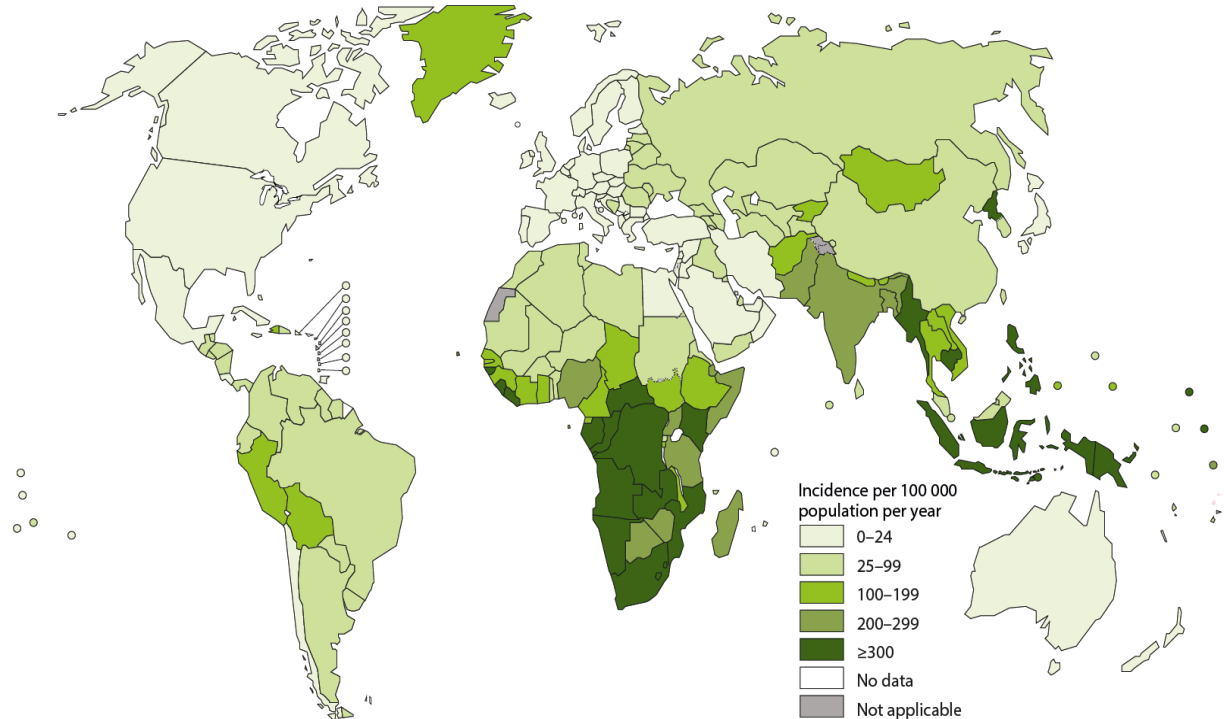 Incidence per 100 000
population per year
0–24
25–99
100–199
200–299
≥300
No data
Not applicable